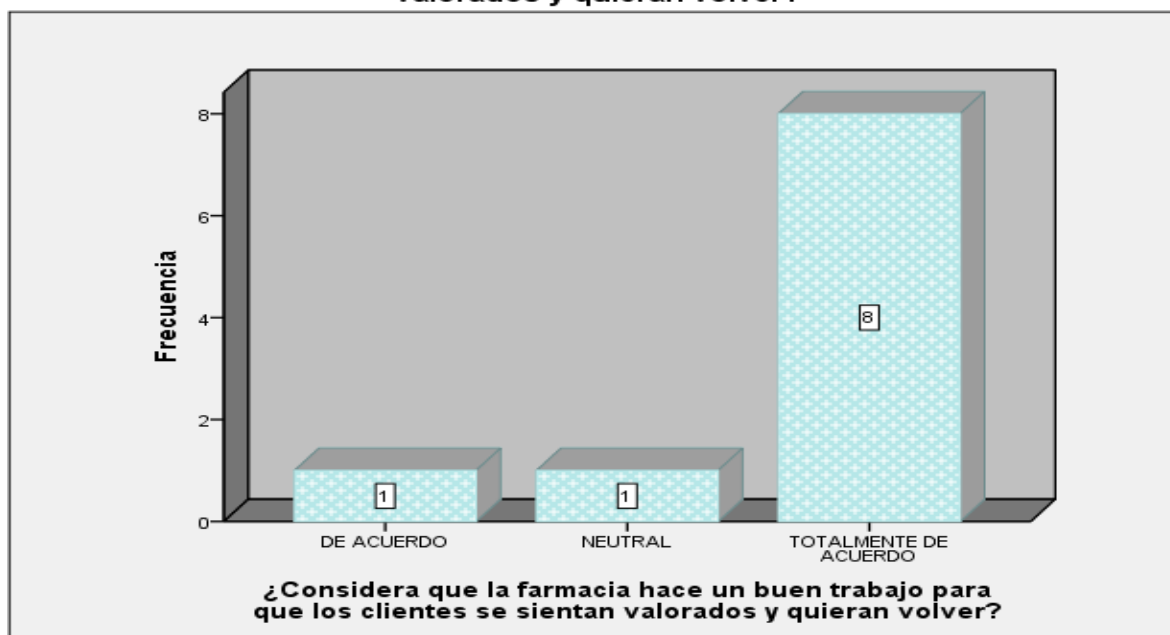 valorados y quieran volver?
8
6
4
2
0
Frecuencia
1
1
8
DE ACUERDO
NEUTRAL
TOTALMENTE DE
ACUERDO
¿Considera que la farmacia hace un buen trabajo para
que los clientes se sientan valorados y quieran volver?